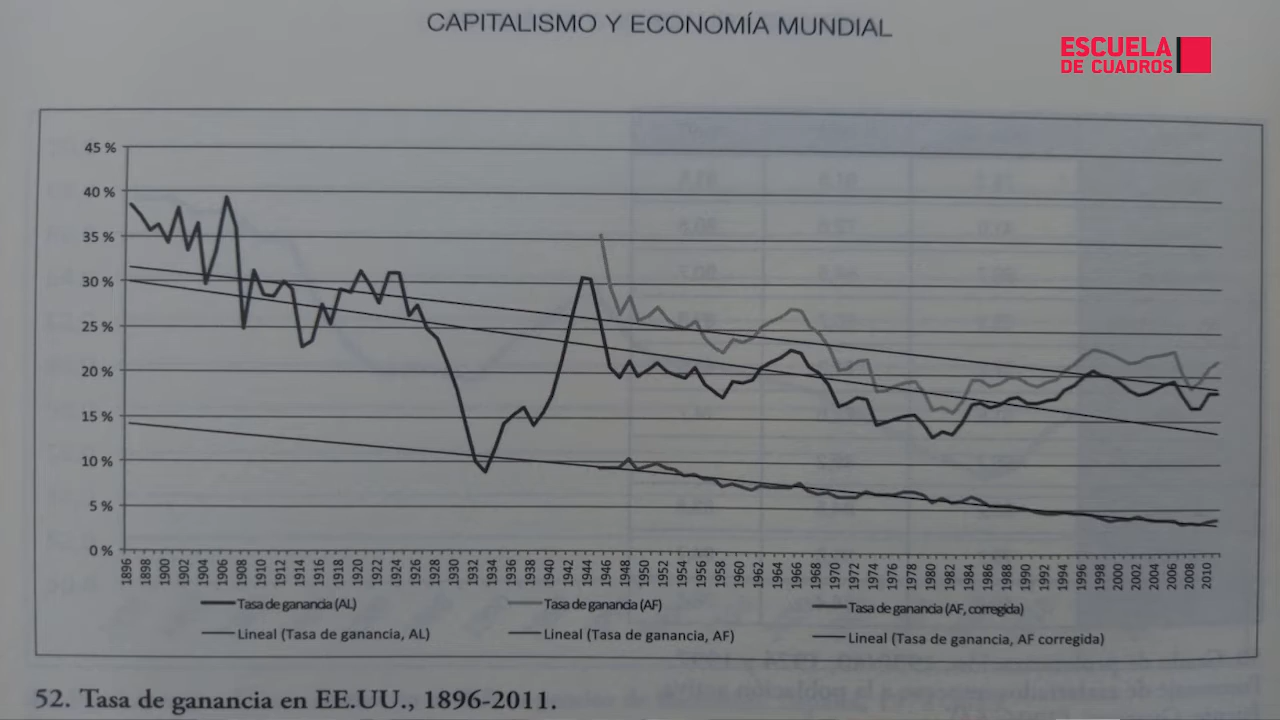 CAPITALISMO Y ECONOMÍA MUNDIAL
ESCUELA
DE CUADROS
45 %
40 %
35 %
30 %
25 %
20 %
15 %
10 %
5 %
0 %
1896 1898 1900 1902 1904 1906 1908 1910 1912 1914 1916 1918 1920 1922 1924 1926 1928 1930 1932 1934 1936 1938 1940 1942 1944 1946 1948 1950 1952 1954 1956 1958 1960 1962 1964 1966 1968 1970 1972 1974 1976 1978 1980 1982 1984 1986 1988 1990 1992 1994 1996 1998 2000 2002 2004 2006 2008 2010
Tasa de ganancia (AL) Tasa de ganancia (AF) Tasa de ganancia (AF, corregida)
Lineal (Tasa de ganancia, AL) Lineal (Tasa de ganancia, AF) Lineal (Tasa de ganancia, AF corregida)
52. Tasa de ganancia en EE.UU., 1896-2011.